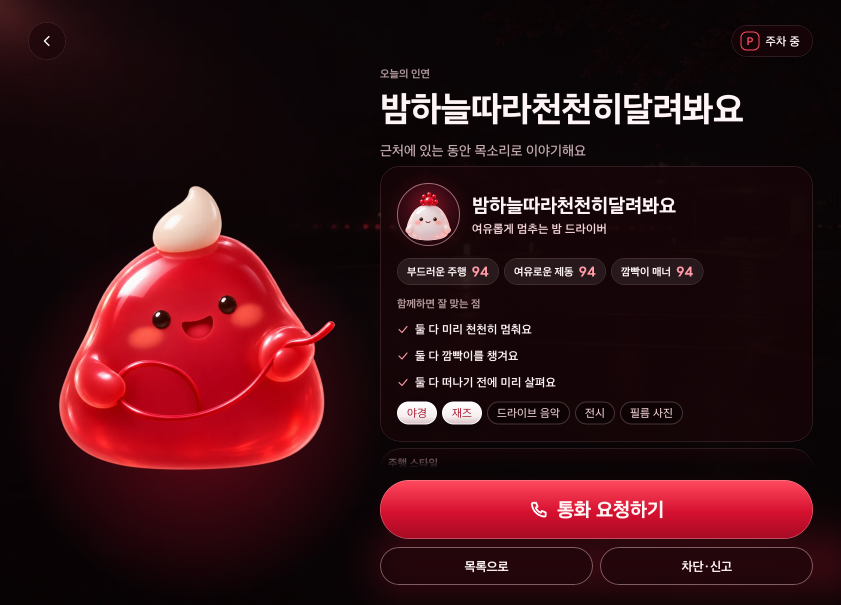 P 주차 중
오늘의 인연
밤하늘따라천천히달려봐요
근처에 있는 동안 목소리로 이야기해요
밤하늘따라천천히달려봐요
여유롭게 멈추는 밤 드라이버
부드러운 주행 94 여유로운 제동 94 깜빡이 매너 94
함께하면 잘 맞는 점
둘 다 미리 천천히 멈춰요
둘 다 깜빡이를 챙겨요
둘 다 떠나기 전에 미리 살펴요
야경 재즈 드라이브 음악 전시 필름 사진
주행 스타일
통화 요청하기
목록으로 차단·신고